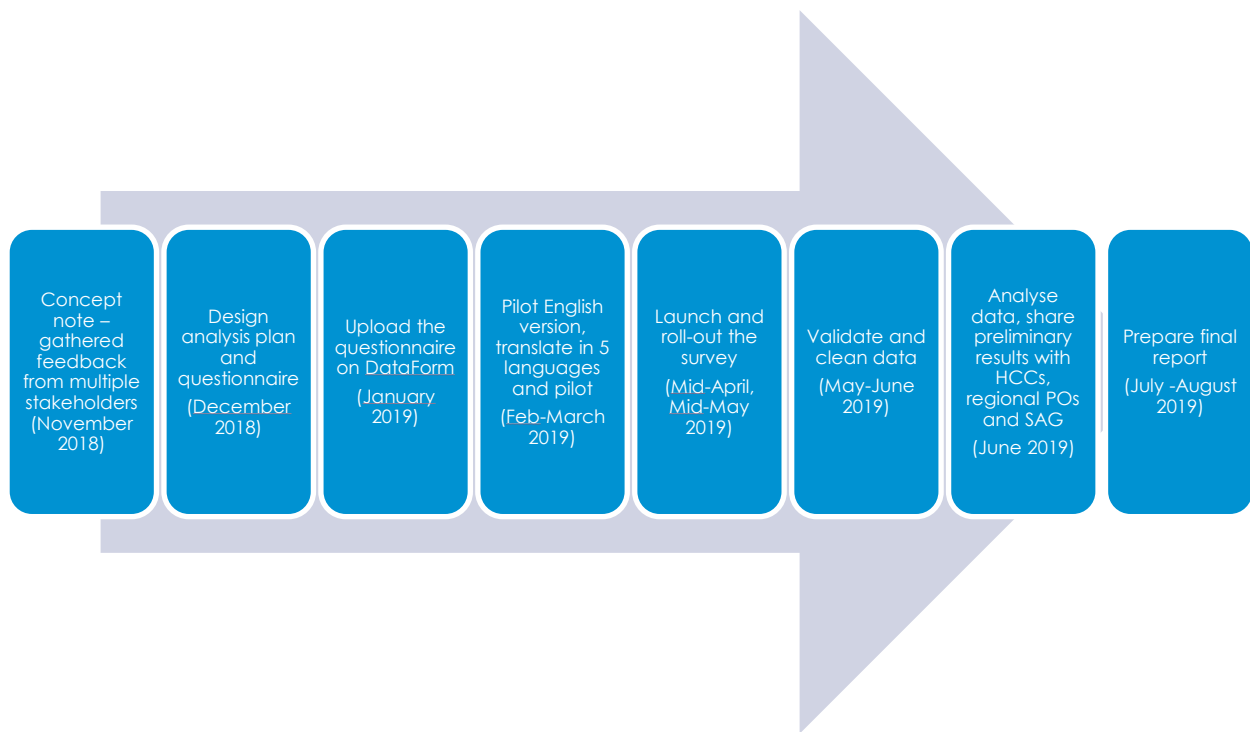 Concept
note –
gathered
feedback
from multiple
stakeholders
(November
2018)
Design
analysis plan
and
questionnaire
(December
2018)
Upload the
questionnaire
on DataForm
(January
2019)
Pilot English
version,
translate in 5
languages
and pilot
(Feb-March
2019)
Launch and
roll-out the
survey
(Mid-April,
Mid-May
2019)
Validate and
clean data
(May-June
2019)
Analyse
data, share
preliminary
results with
HCCs,
regional POs
and SAG
(June 2019)
Prepare final
report
(July -August
2019)